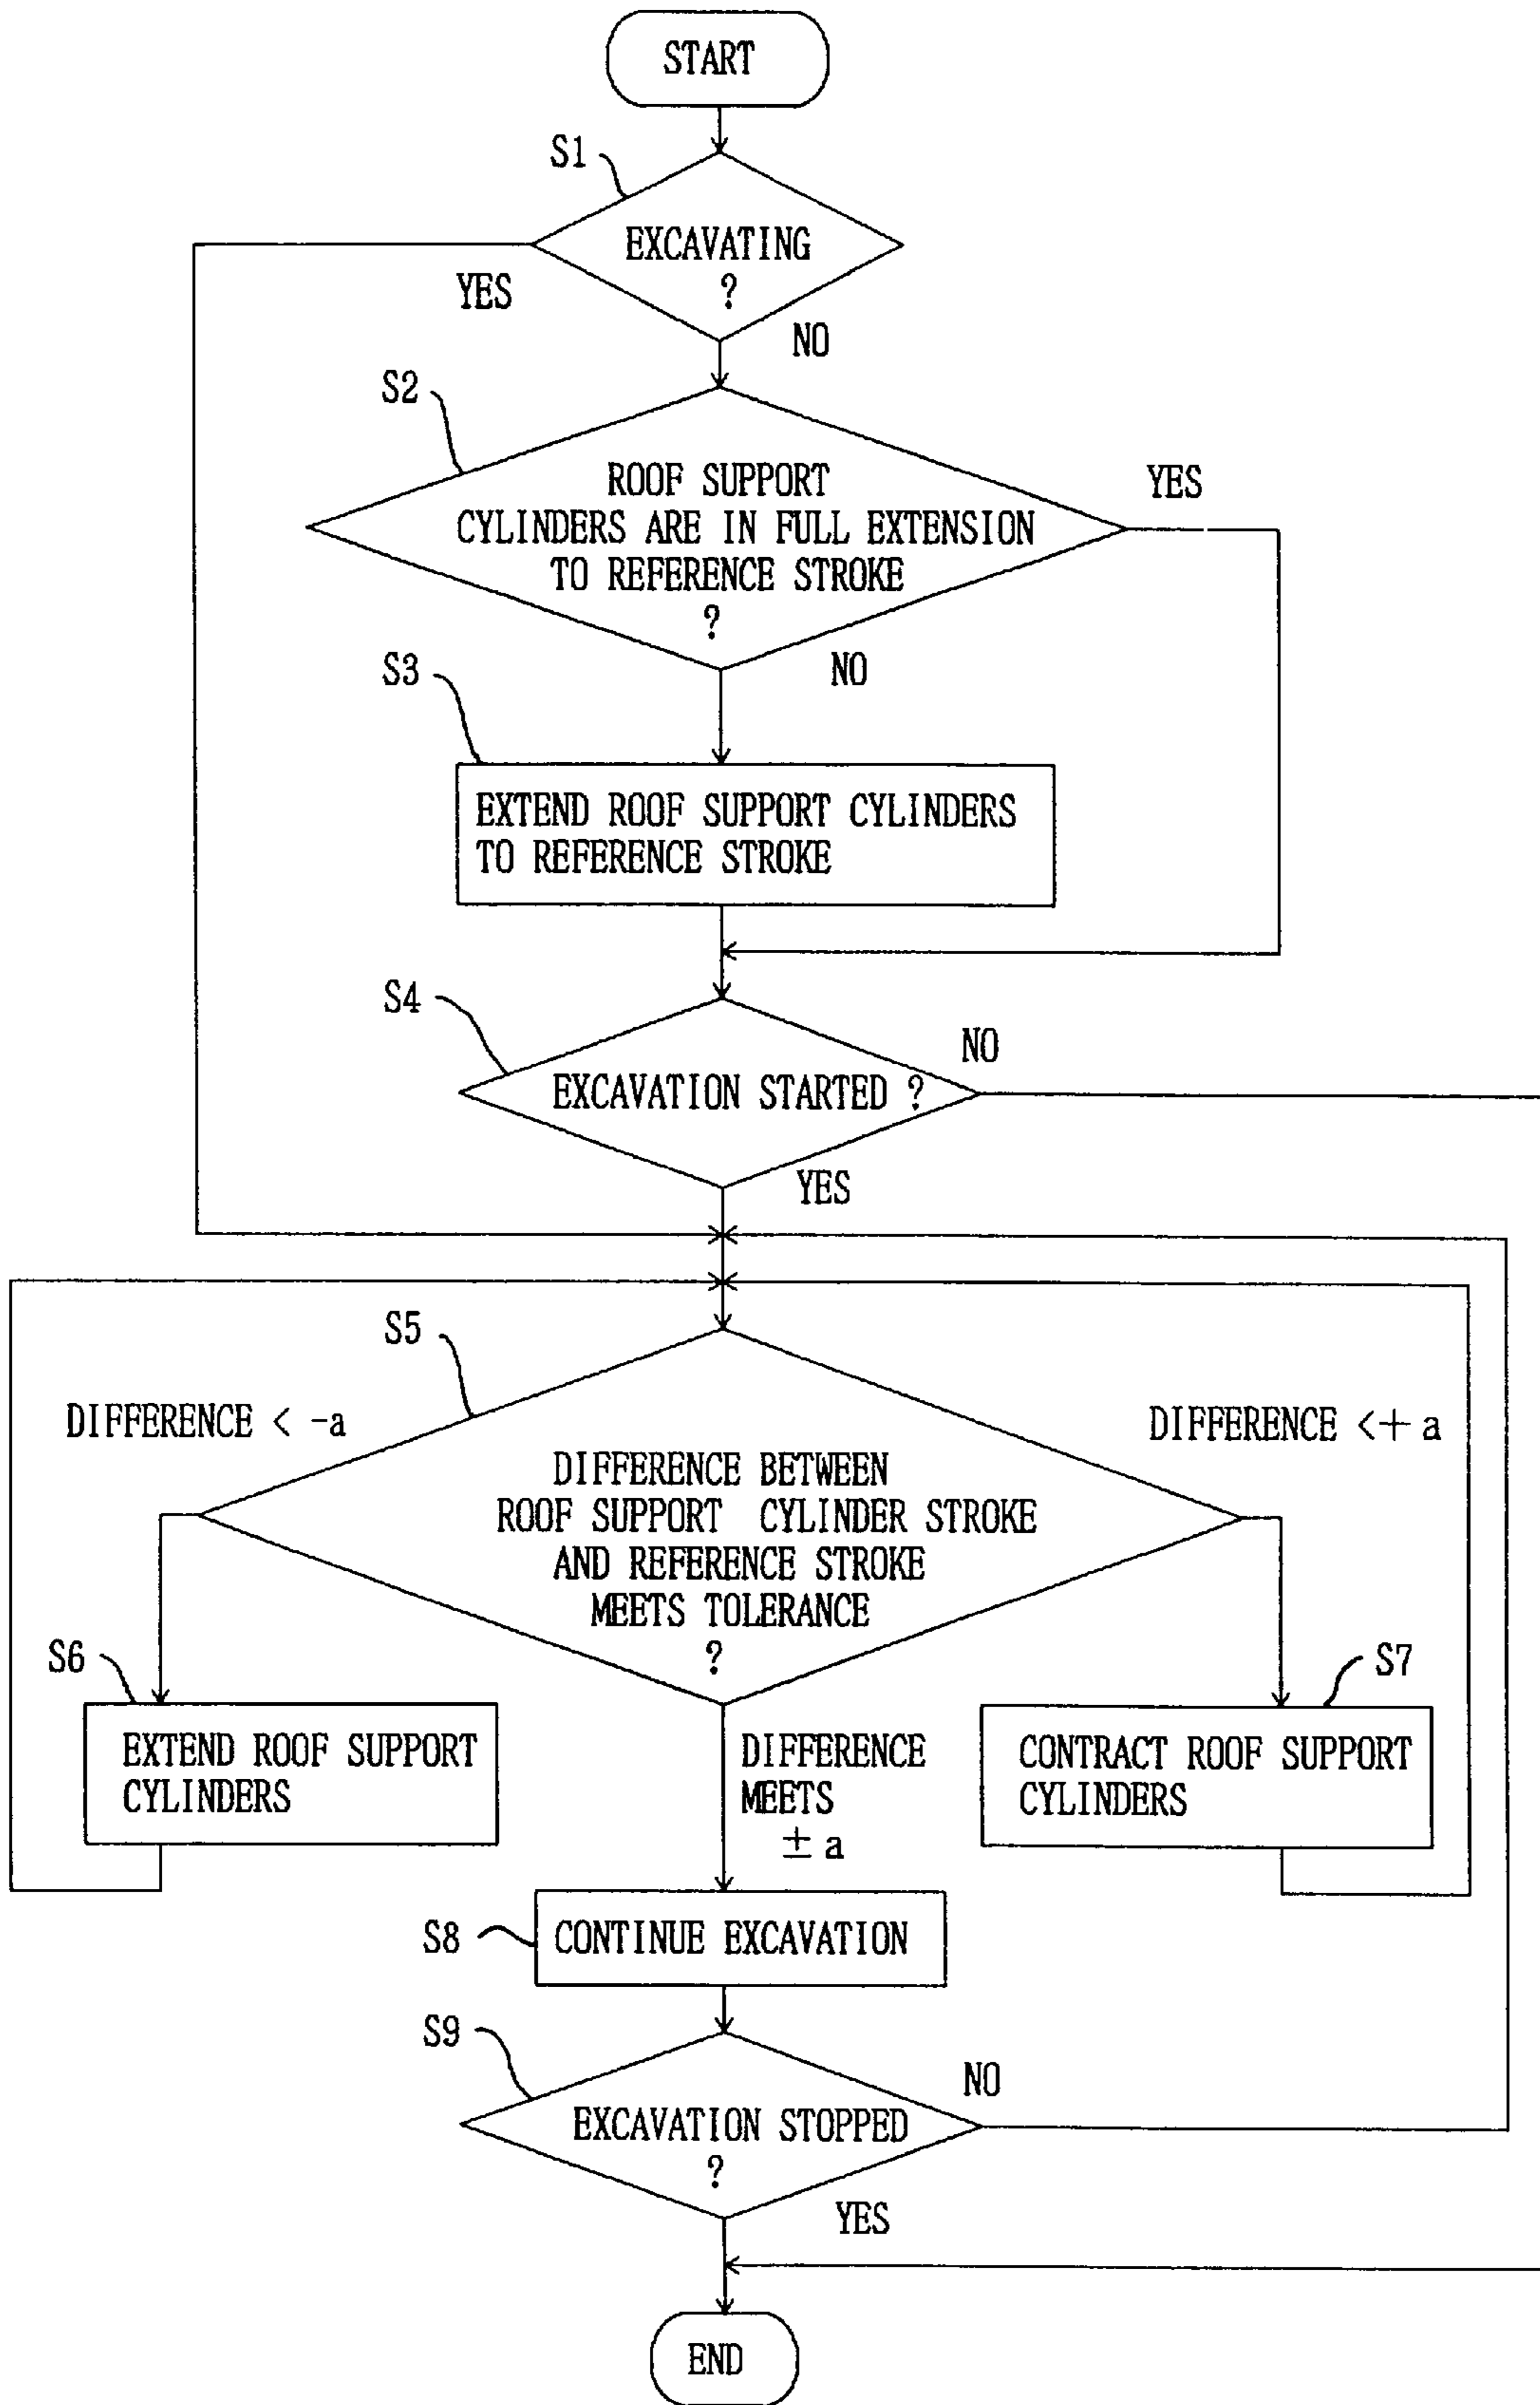 START
S1
EXCAVATING
?
YES
NO
S2
ROOF SUPPORT
CYLINDERS ARE IN FULL EXTENSION
TO REFERENCE STROKE
?
YES
NO
S3
EXTEND ROOF SUPPORT CYLINDERS
TO REFERENCE STROKE
S4
EXCAVATION STARTED ?
NO
YES
S5
DIFFERENCE < -a
DIFFERENCE <+ a
DIFFERENCE BETWEEN
ROOF SUPPORT CYLINDER STROKE
AND REFERENCE STROKE
MEETS TOLERANCE
?
S6
EXTEND ROOF SUPPORT
CYLINDERS
DIFFERENCE
MEETS
± a
S7
CONTRACT ROOF SUPPORT
CYLINDERS
S8
CONTINUE EXCAVATION
S9
EXCAVATION STOPPED
?
NO
YES
END